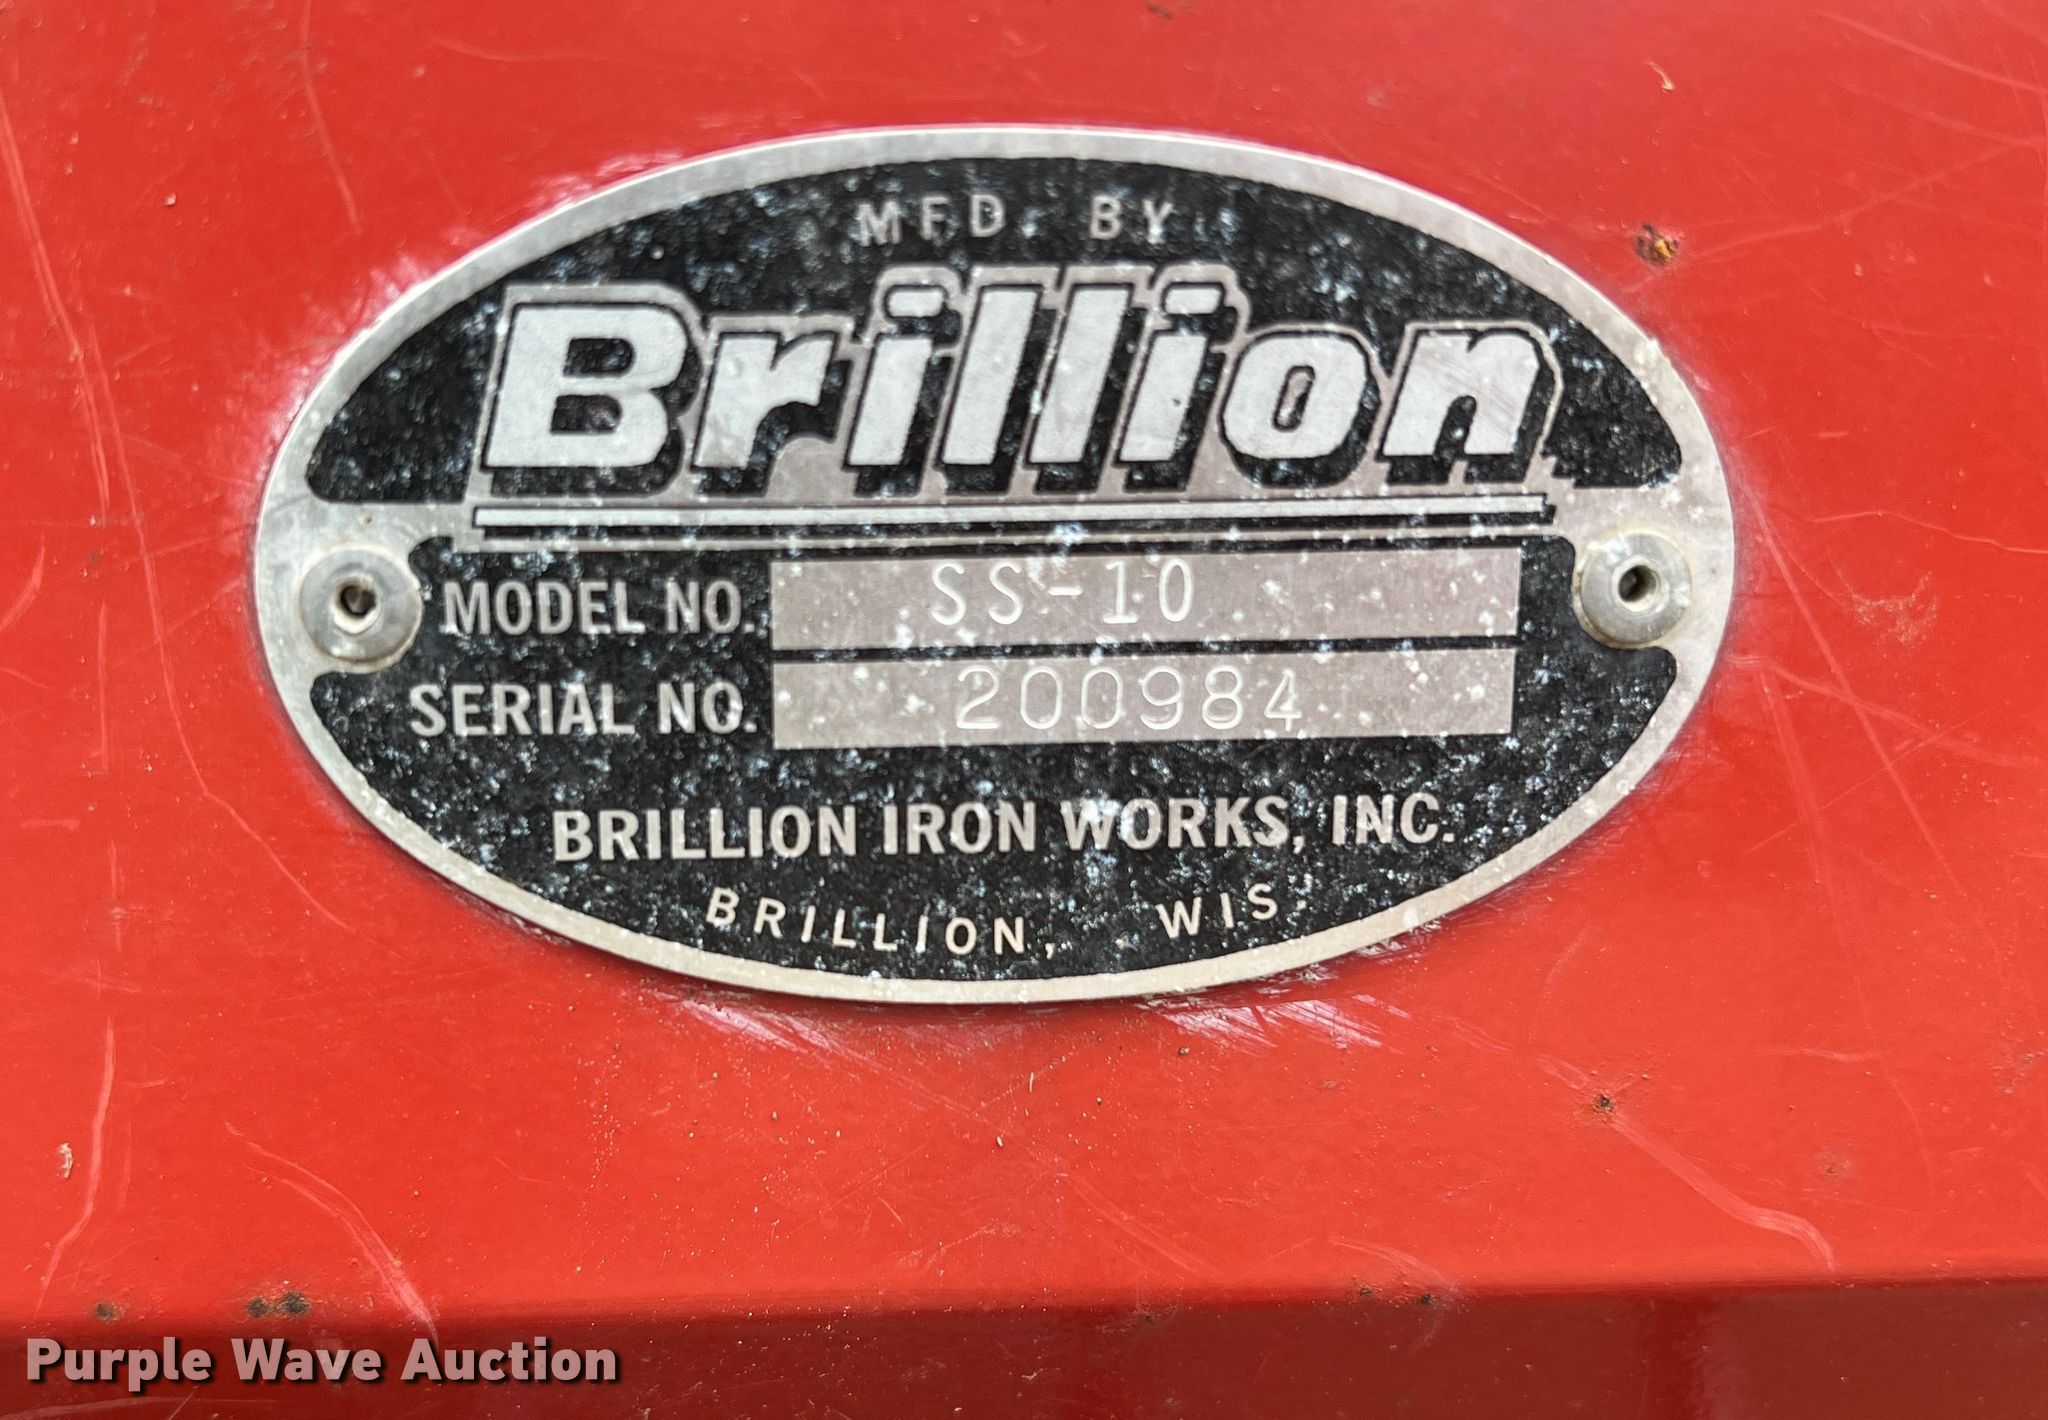 MFD. BY
Brillion
MODEL NO. SS-10
SERIAL NO. 200984
BRILLION IRON WORKS, INC.
BRILLION, WIS.
Purple Wave Auction